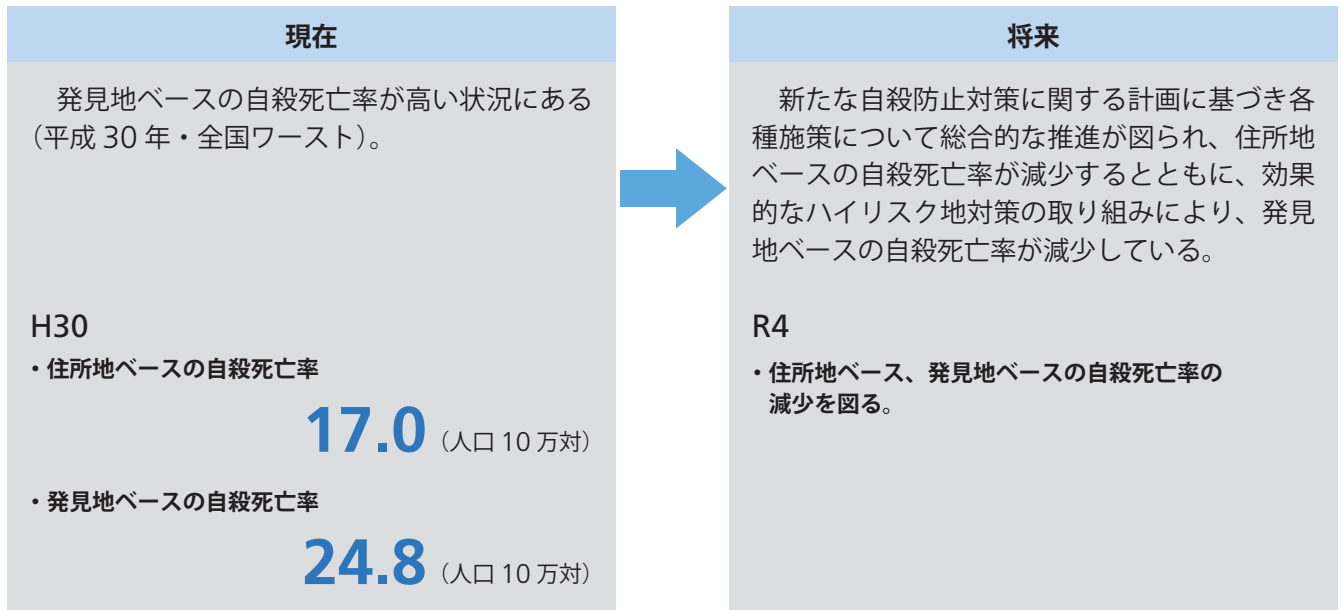 現在
発見地ベースの自殺死亡率が高い状況にある
（平成 30 年・全国ワースト）。
H30
・住所地ベースの自殺死亡率
17.0（人口 10 万対）
・発見地ベースの自殺死亡率
24.8（人口 10 万対）
将来
新たな自殺防止対策に関する計画に基づき各
種施策について総合的な推進が図られ、住所地
ベースの自殺死亡率が減少するとともに、効果
的なハイリスク地対策の取り組みにより、発見
地ベースの自殺死亡率が減少している。
R4
・住所地ベース、発見地ベースの自殺死亡率の
減少を図る。